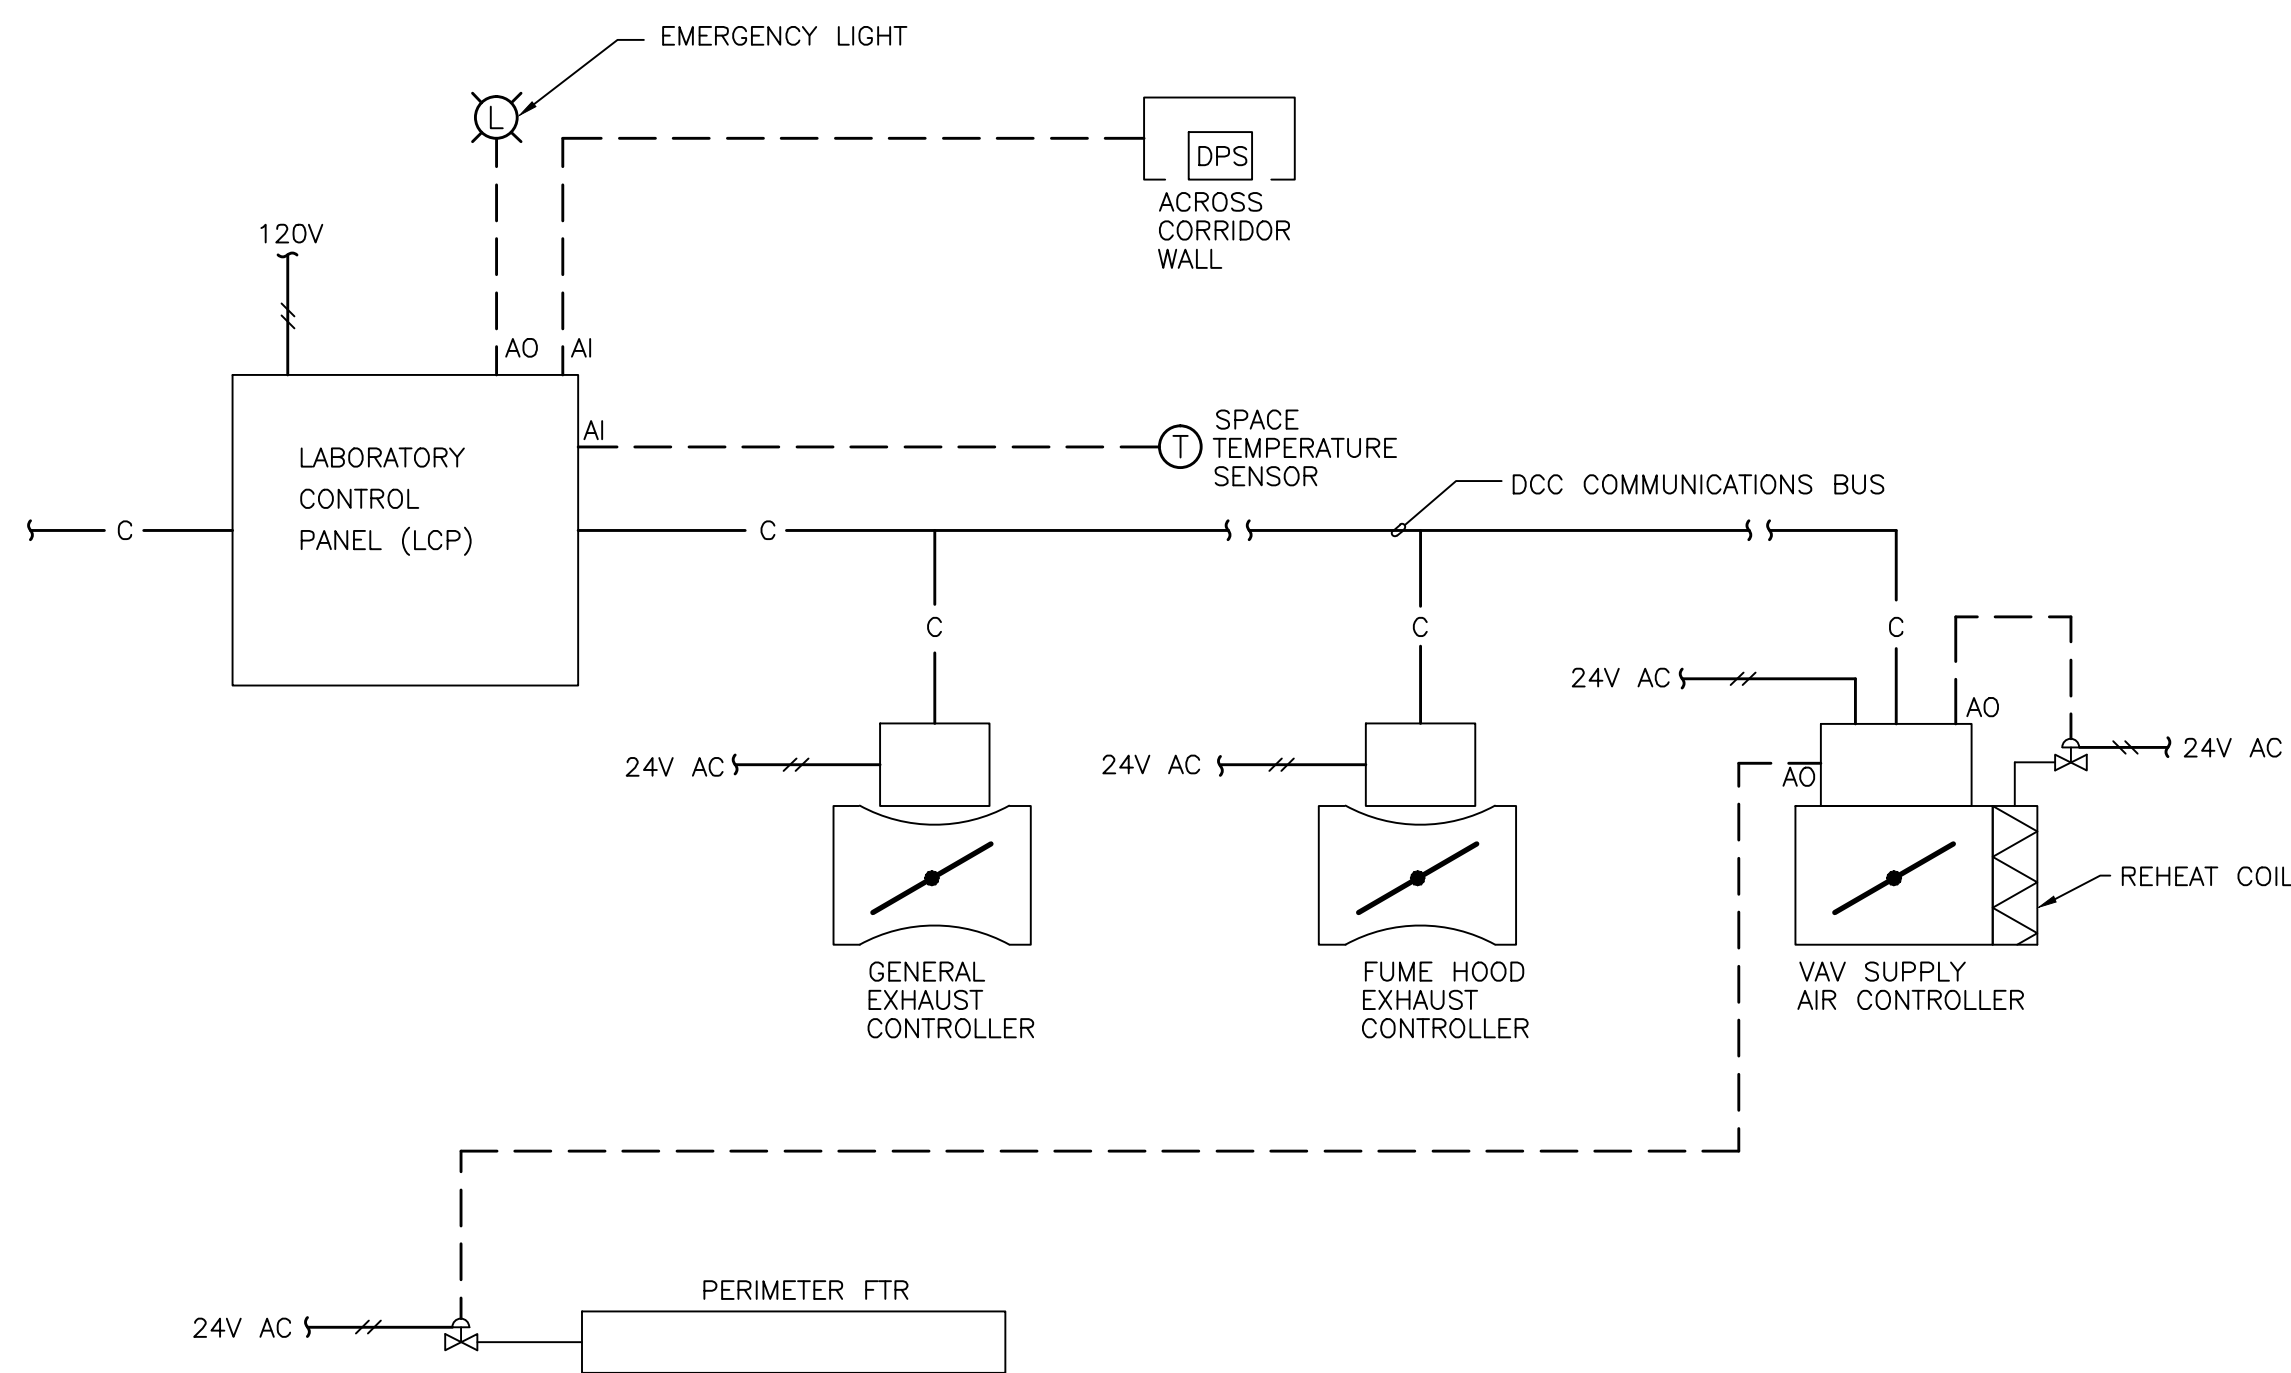 EMERGENCY LIGHT
L
DPS
ACROSS
CORRIDOR
WALL
120V
AO
AI
AI
SPACE
TEMPERATURE
SENSOR
T
LABORATORY
CONTROL
PANEL (LCP)
DCC COMMUNICATIONS BUS
C
C
C
C
C
24V AC
AO
24V AC
24V AC
24V AC
AO
REHEAT COIL
GENERAL
EXHAUST
CONTROLLER
FUME HOOD
EXHAUST
CONTROLLER
VAV SUPPLY
AIR CONTROLLER
PERIMETER FTR
24V AC